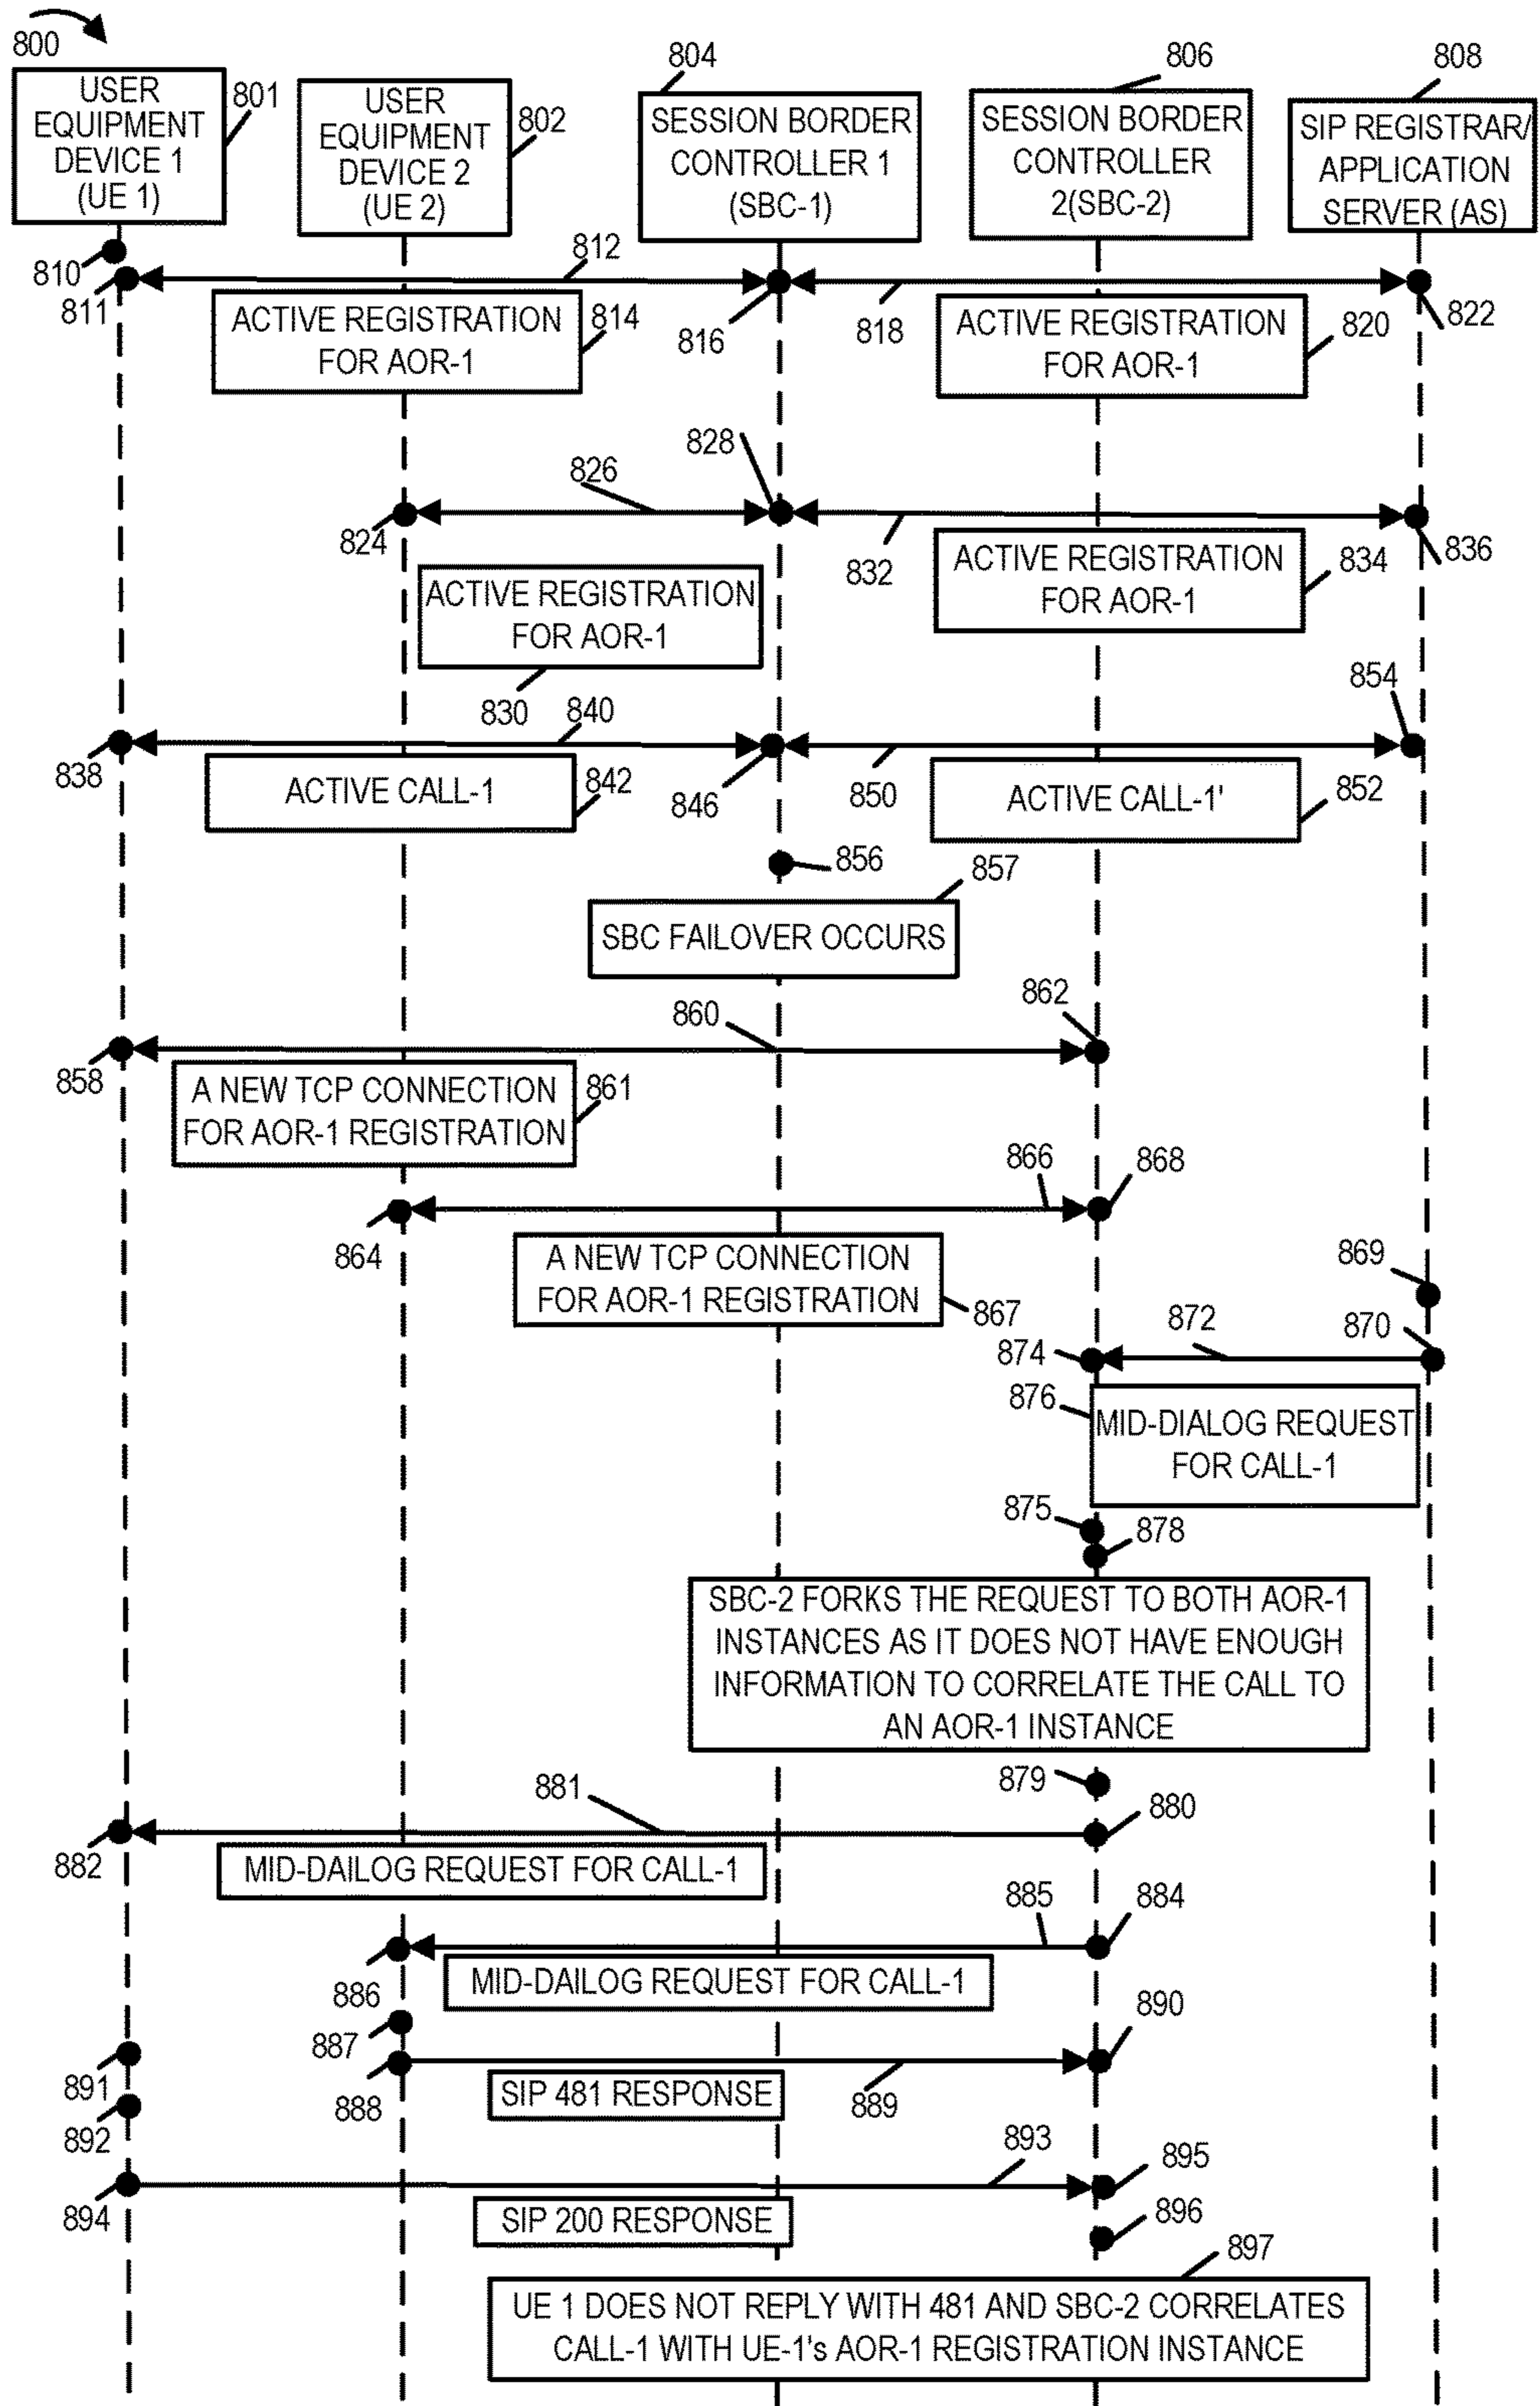 800
USER
EQUIPMENT
DEVICE 1
(UE 1)
801
USER
EQUIPMENT
DEVICE 2
(UE 2)
802
804
SESSION BORDER
CONTROLLER 1
(SBC-1)
806
SESSION BORDER
CONTROLLER
2(SBC-2)
808
SIP REGISTRAR/
APPLICATION
SERVER (AS)
810
811
812
816
818
822
ACTIVE REGISTRATION
FOR AOR-1
814
ACTIVE REGISTRATION
FOR AOR-1
820
824
826
828
832
836
ACTIVE REGISTRATION
FOR AOR-1
830
ACTIVE REGISTRATION
FOR AOR-1
834
838
840
846
850
854
ACTIVE CALL-1
842
ACTIVE CALL-1'
852
856
857
SBC FAILOVER OCCURS
858
860
862
A NEW TCP CONNECTION
FOR AOR-1 REGISTRATION
861
864
866
868
A NEW TCP CONNECTION
FOR AOR-1 REGISTRATION
867
869
870
872
874
876
MID-DIALOG REQUEST
FOR CALL-1
875
878
SBC-2 FORKS THE REQUEST TO BOTH AOR-1
INSTANCES AS IT DOES NOT HAVE ENOUGH
INFORMATION TO CORRELATE THE CALL TO
AN AOR-1 INSTANCE
879
880
881
882
MID-DAILOG REQUEST FOR CALL-1
884
885
886
MID-DAILOG REQUEST FOR CALL-1
887
888
889
890
SIP 481 RESPONSE
891
892
893
894
895
SIP 200 RESPONSE
896
897
UE 1 DOES NOT REPLY WITH 481 AND SBC-2 CORRELATES
CALL-1 WITH UE-1's AOR-1 REGISTRATION INSTANCE